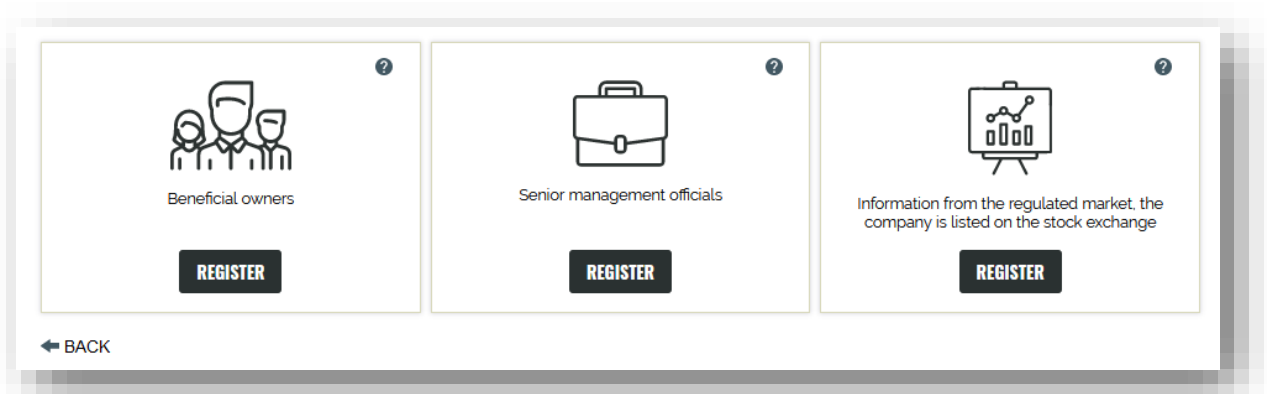 ?
?
?
Beneficial owners
Senior management officials
Information from the regulated market, the
company is listed on the stock exchange
REGISTER
REGISTER
REGISTER
BACK